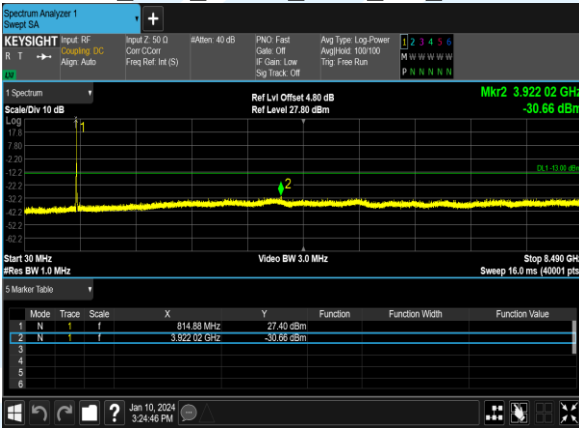 Spectrum Analyzer 1
Swept SA
+
KEYSIGHT
R T
Input: RF
Coupling: DC
Align: Auto
Input Z: 50 Ω
Corr CCorr
Freq Ref: Int (S)
#Atten: 40 dB
PNO: Fast
Gate: Off
IF Gain: Low
Sig Track: Off
Avg Type: Log-Power
Avg|Hold: 100/100
Trig: Free Run
1 2 3 4 5 6
M W W W W W
P N N N N N
1 Spectrum
Scale/Div 10 dB
Ref Lvl Offset 4.80 dB
Ref Level 27.80 dBm
Mkr2 3.922 02 GHz
-30.66 dBm
Log
17.8
7.80
-2.20
-12.2
-22.2
-32.2
-42.2
-52.2
-62.2
1
2
DL1 -13.00 dBm
Start 30 MHz
#Res BW 1.0 MHz
Video BW 3.0 MHz
Stop 8.490 GHz
Sweep 16.0 ms (40001 pts
5 Marker Table
Mode Trace Scale X Y Function Function Width Function Value
1 N 1 f 814.88 MHz 27.40 dBm
2 N 1 f 3.922 02 GHz -30.66 dBm
3
4
5
6
?
Jan 10, 2024
3:24:46 PM